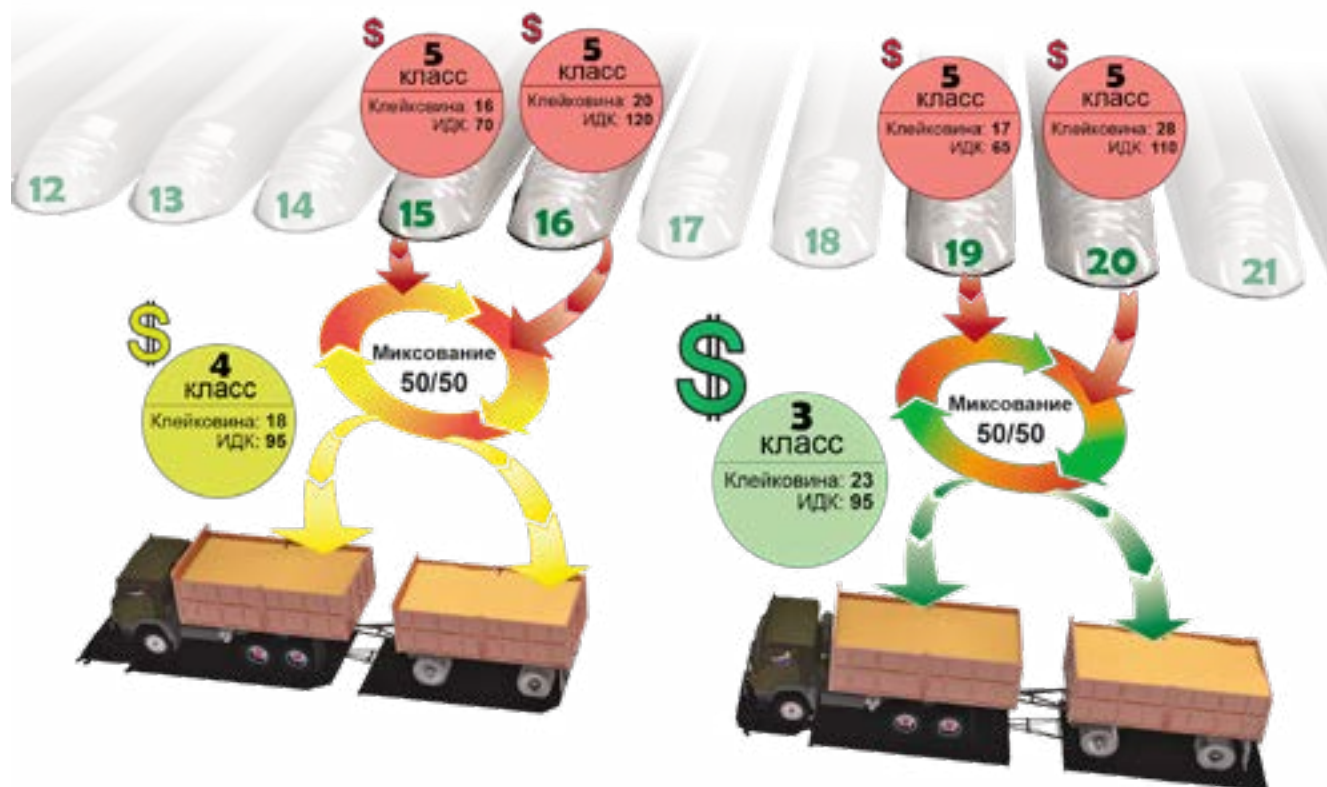 $
5
класс
Клейковина: 16
ИДК: 70
$
5
класс
Клейковина: 20
ИДК: 120
$
5
класс
Клейковина: 17
ИДК: 65
$
5
класс
Клейковина: 28
ИДК: 110
12
13
14
15
16
17
18
19
20
21
$
4
класс
Клейковина: 18
ИДК: 95
Миксование
50/50
$
3
класс
Клейковина: 23
ИДК: 95
Миксование
50/50